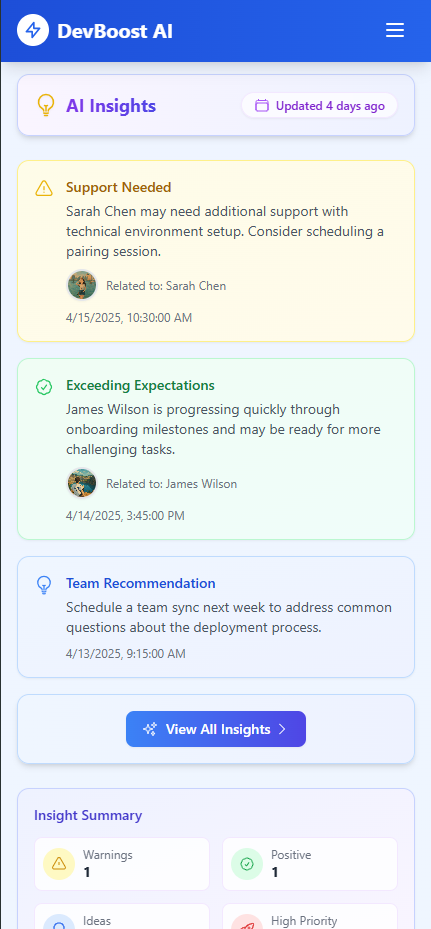 DevBoost AI
AI Insights
Updated 4 days ago
Support Needed
Sarah Chen may need additional support with
technical environment setup. Consider scheduling a
pairing session.
Related to: Sarah Chen
4/15/2025, 10:30:00 AM
Exceeding Expectations
James Wilson is progressing quickly through
onboarding milestones and may be ready for more
challenging tasks.
Related to: James Wilson
4/14/2025, 3:45:00 PM
Team Recommendation
Schedule a team sync next week to address common
questions about the deployment process.
4/13/2025, 9:15:00 AM
View All Insights
Insight Summary
Warnings
1
Positive
1
Ideas
High Priority